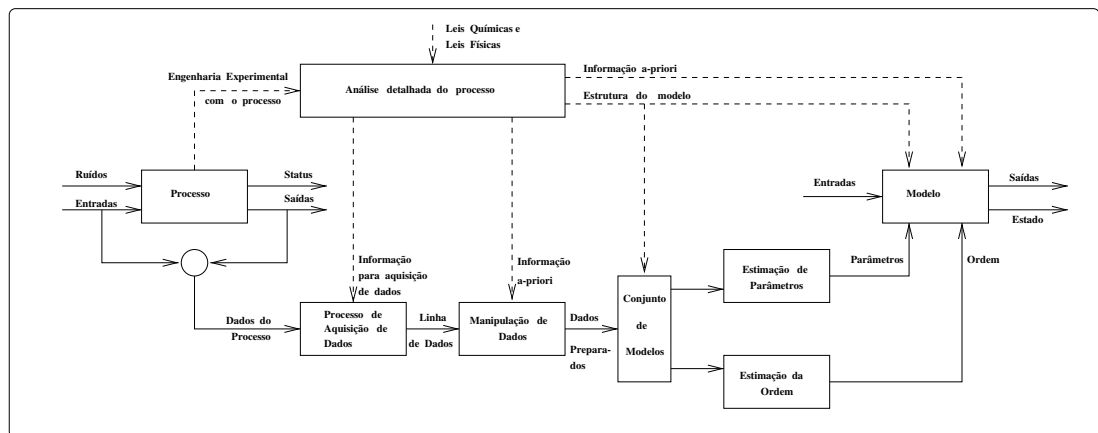 Leis Químicas e
Leis Físicas
Engenharia Experimental
com o processo
Análise detalhada do processo
Informação a-priori
Estrutura do modelo
Ruídos
Entradas
Processo
Status
Saídas
Entradas
Modelo
Saídas
Estado
Informação
para aquisição
de dados
Informação
a-priori
Dados do
Processo
Processo de
Aquisição de
Dados
Linha
de Dados
Manipulação de
Dados
Dados
Prepara-
dos
Conjunto
de
Modelos
Estimação de
Parâmetros
Parâmetros
Ordem
Estimação da
Ordem